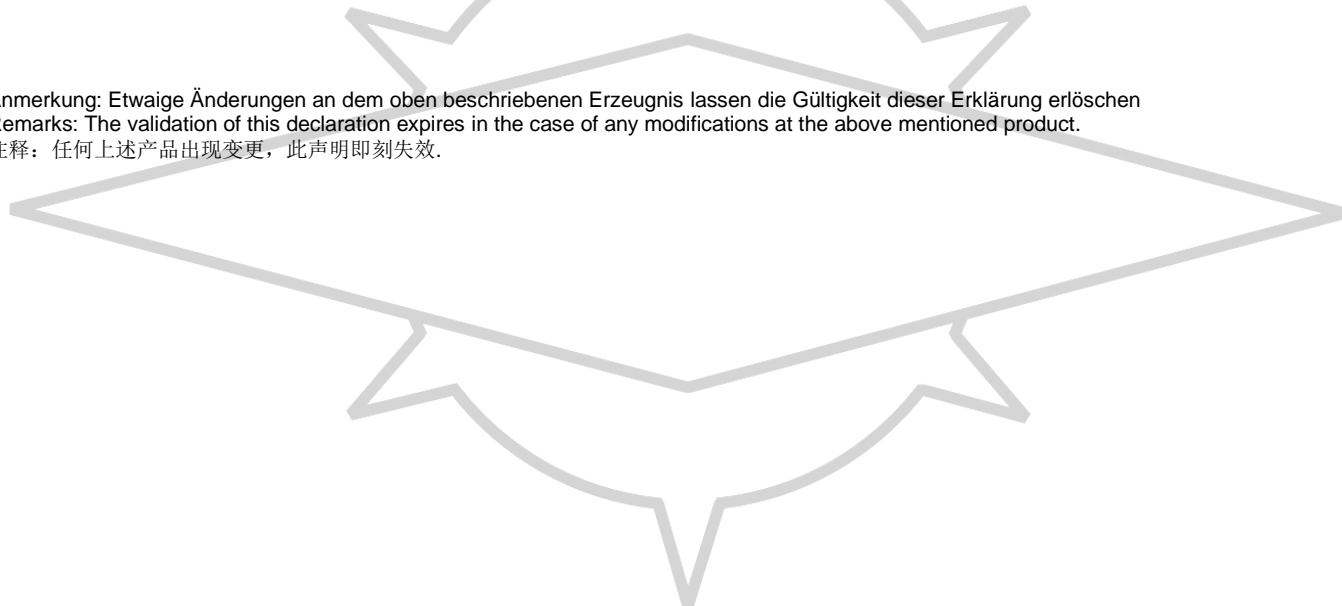 Anmerkung: Etwaige Änderungen an dem oben beschriebenen Erzeugnis lassen die Gültigkeit dieser Erklärung erlöschen
Remarks: The validation of this declaration expires in the case of any modifications at the above mentioned product.
注释：任何上述产品出现变更，此声明即刻失效.